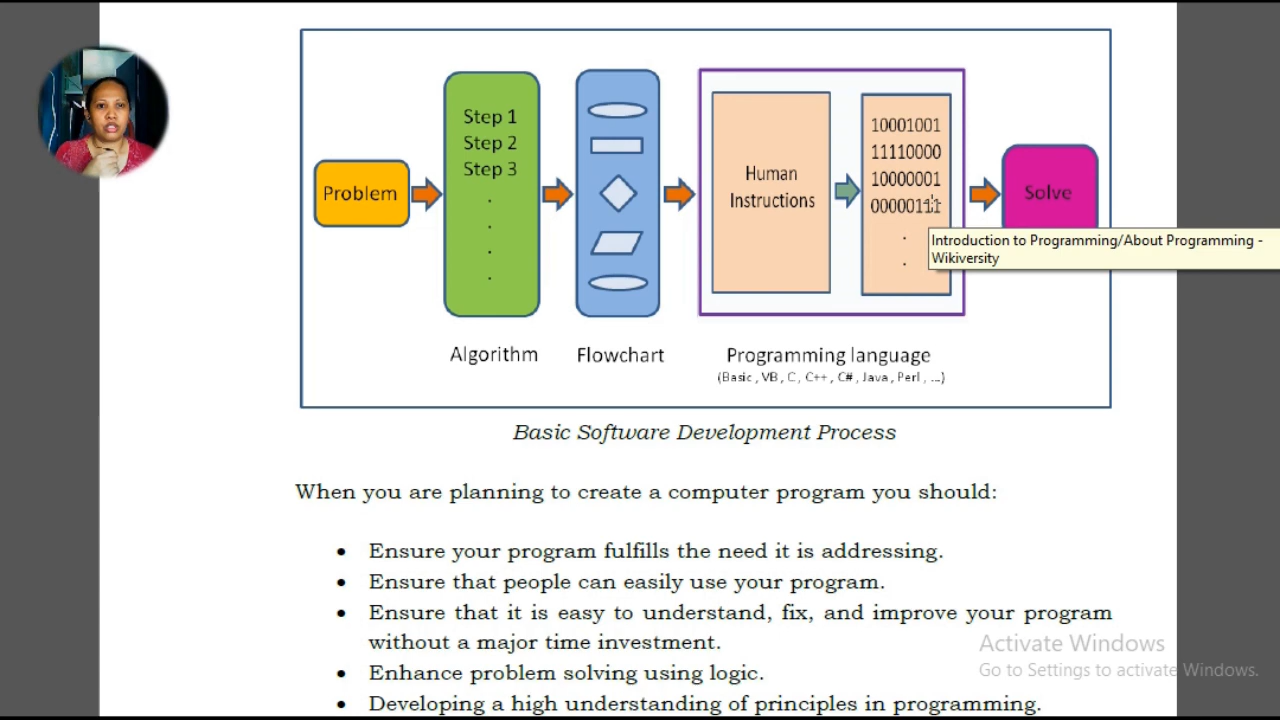 Step 1
Step 2
Step 3
Problem
Human
Instructions
10001001
11110000
10000001
00000111
Solve
Introduction to Programming/About Programming -
Wikiversity
Algorithm
Flowchart
Programming language
(Basic , VB , C , C++ , C# , Java , Perl , ...)
Basic Software Development Process
When you are planning to create a computer program you should:
• Ensure your program fulfills the need it is addressing.
• Ensure that people can easily use your program.
• Ensure that it is easy to understand, fix, and improve your program
without a major time investment.
• Enhance problem solving using logic.
• Developing a high understanding of principles in programming.
Activate Windows
Go to Settings to activate Windows.